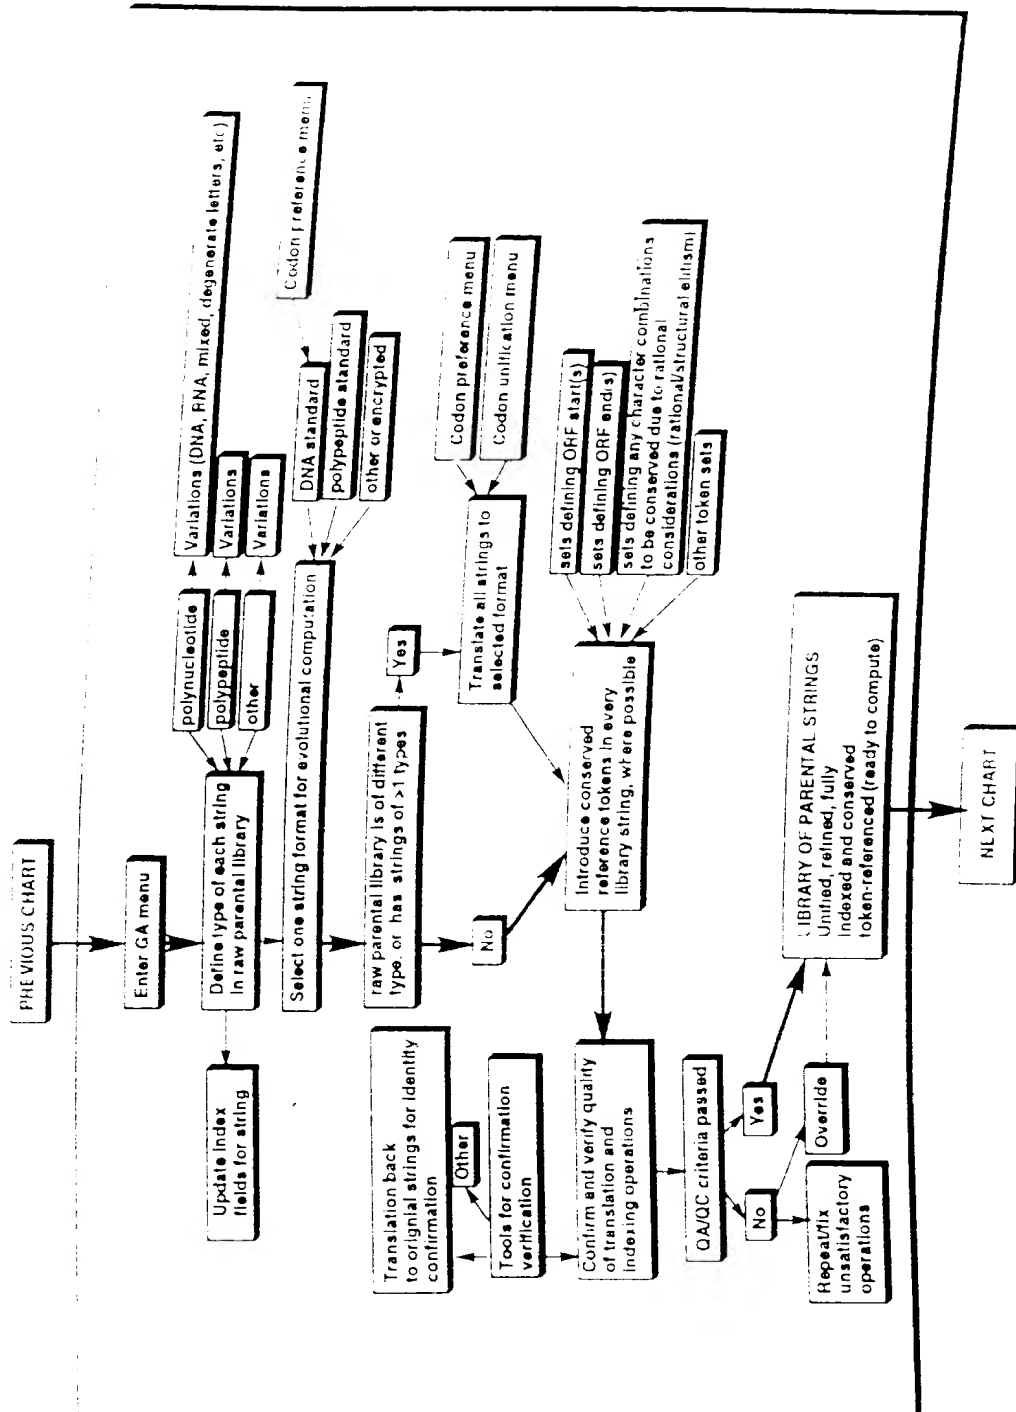 PREVIOUS CHART
Enter GA menu
Define type of each string
in raw parental library
Update index
fields for string
polynucleotide
polypeptide
other
Variations (DNA, RNA, mixed, degenerate letters, etc)
Variations
Variations
Select one string format for evolutional computation
DNA standard
polypeptide standard
other or encrypted
Codon preference menu
raw parental library is of different
type, or has strings of >1 types
Yes
No
Translate all strings to
selected format
Codon preference menu
Codon unification menu
Introduce conserved
reference tokens in every
library string, where possible
sets defining ORF start(s)
sets defining ORF end(s)
sets defining any character combinations
to be conserved due to rational
considerations (rational/structural elitism)
other token sets
Translation back
to orignial strings for identity
confirmation
Other
Tools for confirmation
verification
Confirm and verify quality
of translation and
indexing operations
QA/QC criteria passed
Yes
No
Override
Repeat/fix
unsatisfactory
operations
LIBRARY OF PARENTAL STRINGS
Unified, refined, fully
Indexed and conserved
token-referenced (ready to compute)
NEXT CHART